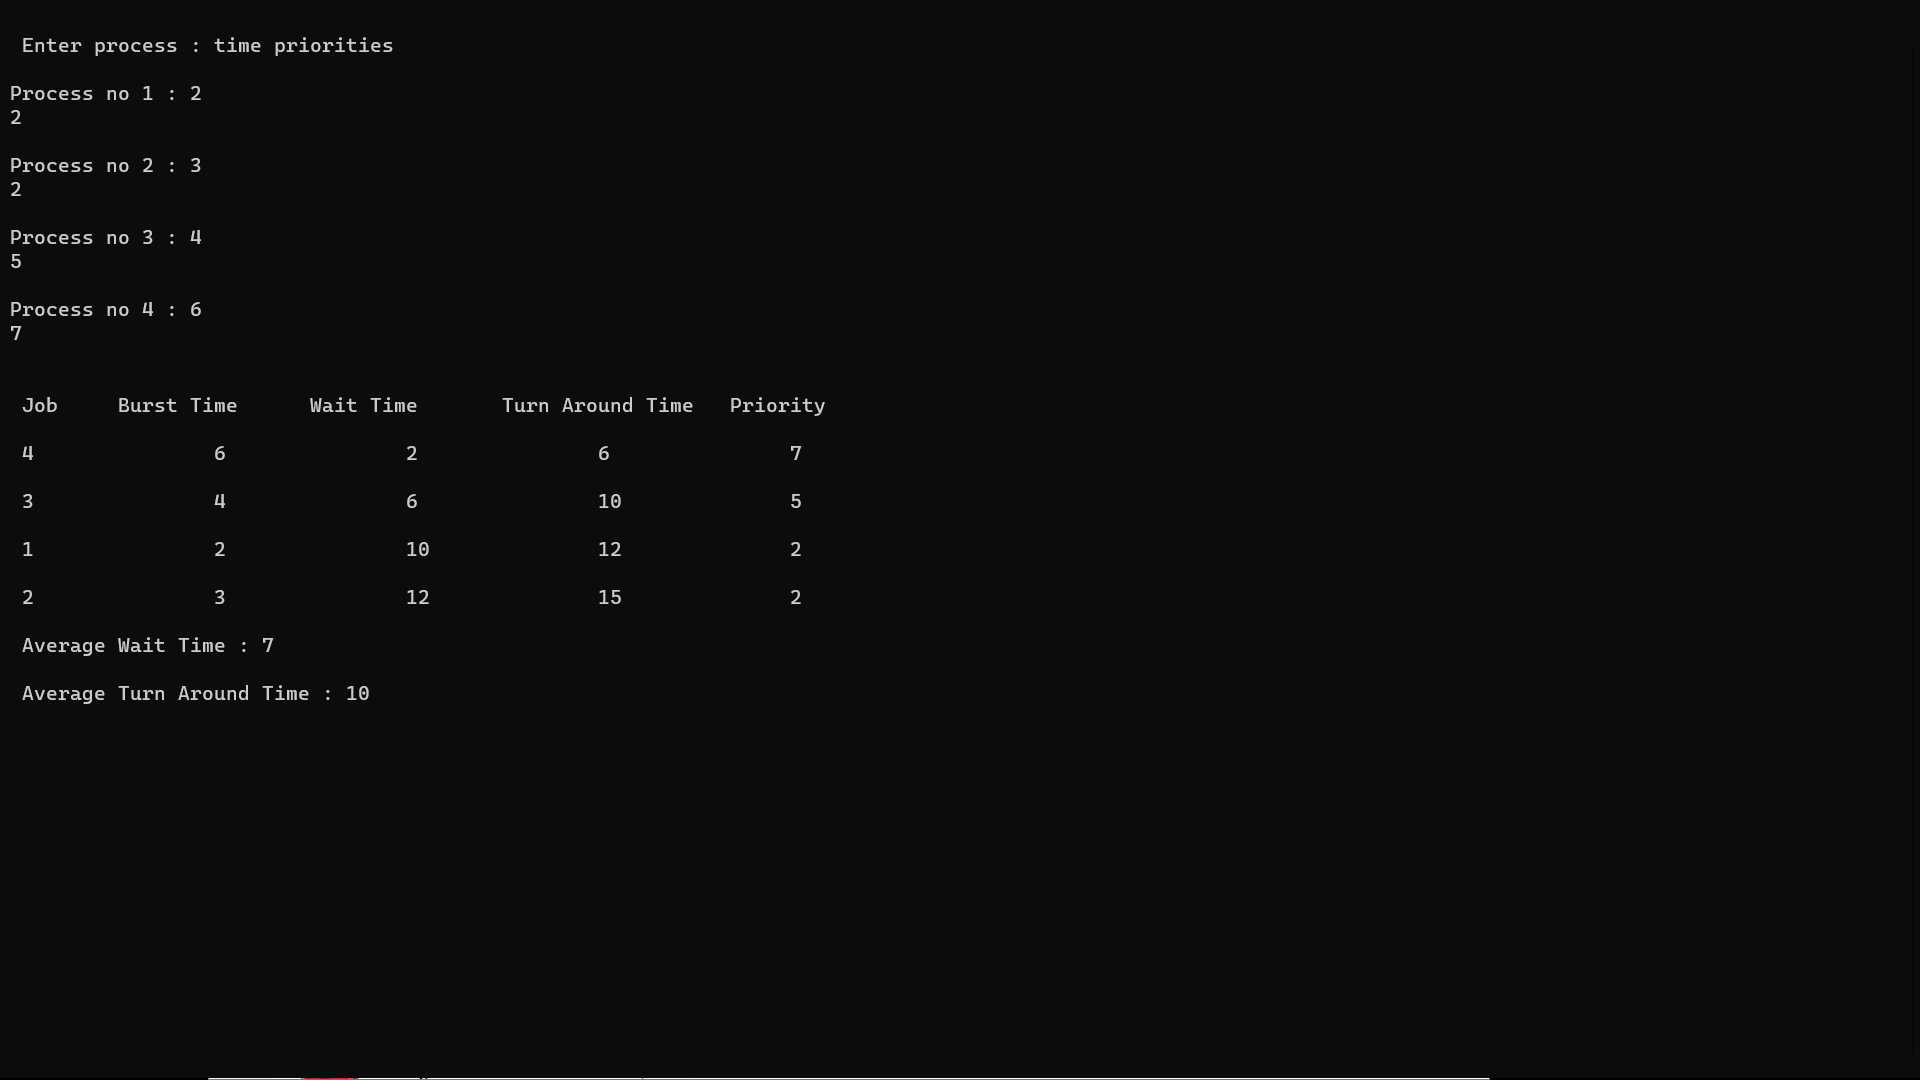 Enter process : time priorities
Process no 1 : 2
2
Process no 2 : 3
2
Process no 3 : 4
5
Process no 4 : 6
7
Job Burst Time Wait Time Turn Around Time Priority
4 6 2 6 7
3 4 6 10 5
1 2 10 12 2
2 3 12 15 2
Average Wait Time : 7
Average Turn Around Time : 10